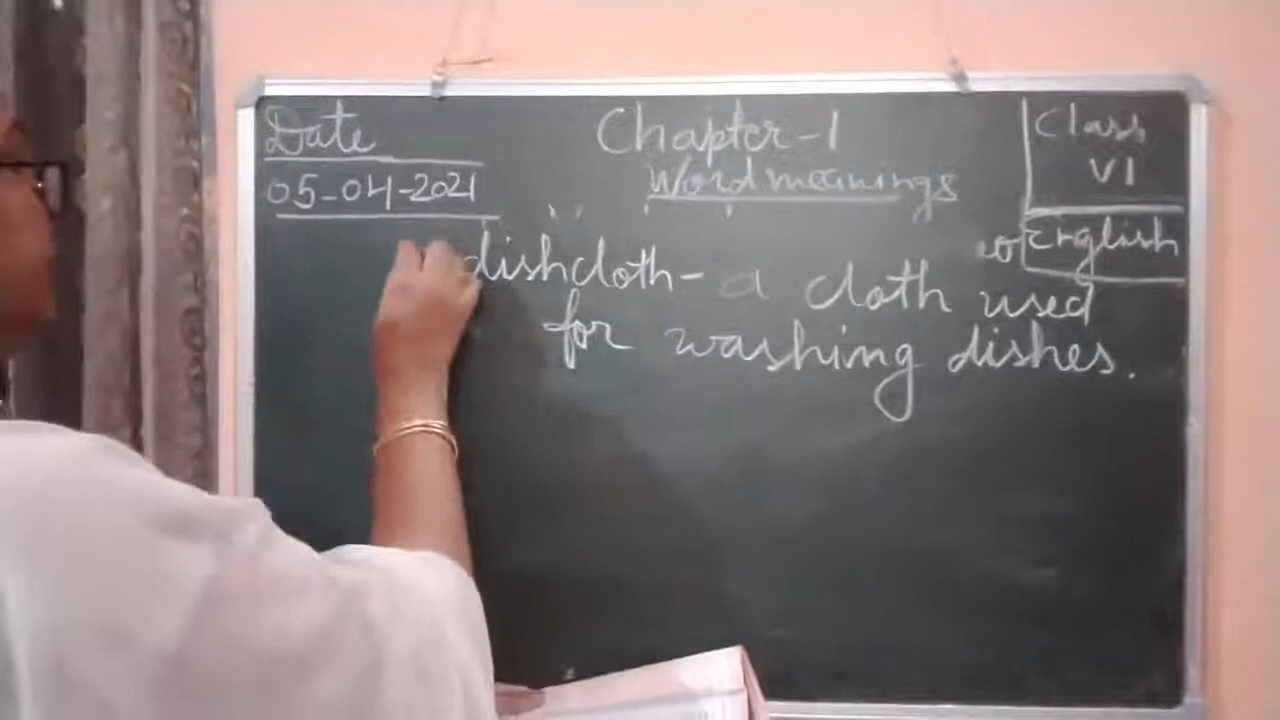 Date
05-04-2021
Chapter-1
Word meanings
Class
VI
English
dishcloth- a cloth used
for washing dishes.